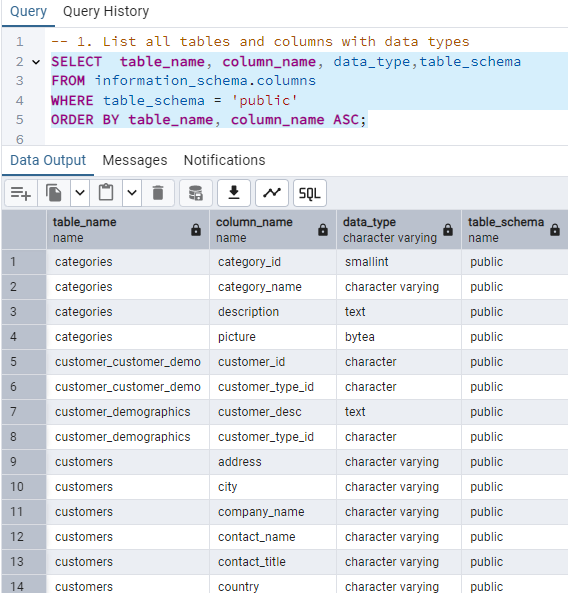 Query Query History
1 -- 1. List all tables and columns with data types
2 SELECT table_name, column_name, data_type,table_schema
3 FROM information_schema.columns
4 WHERE table_schema = 'public'
5 ORDER BY table_name, column_name ASC;
6
Data Output Messages Notifications
SQL
table_name column_name data_type table_schema
name name character varying name
1 categories category_id smallint public
2 categories category_name character varying public
3 categories description text public
4 categories picture bytea public
5 customer_customer_demo customer_id character public
6 customer_customer_demo customer_type_id character public
7 customer_demographics customer_desc text public
8 customer_demographics customer_type_id character public
9 customers address character varying public
10 customers city character varying public
11 customers company_name character varying public
12 customers contact_name character varying public
13 customers contact_title character varying public
14 customers country character varying public